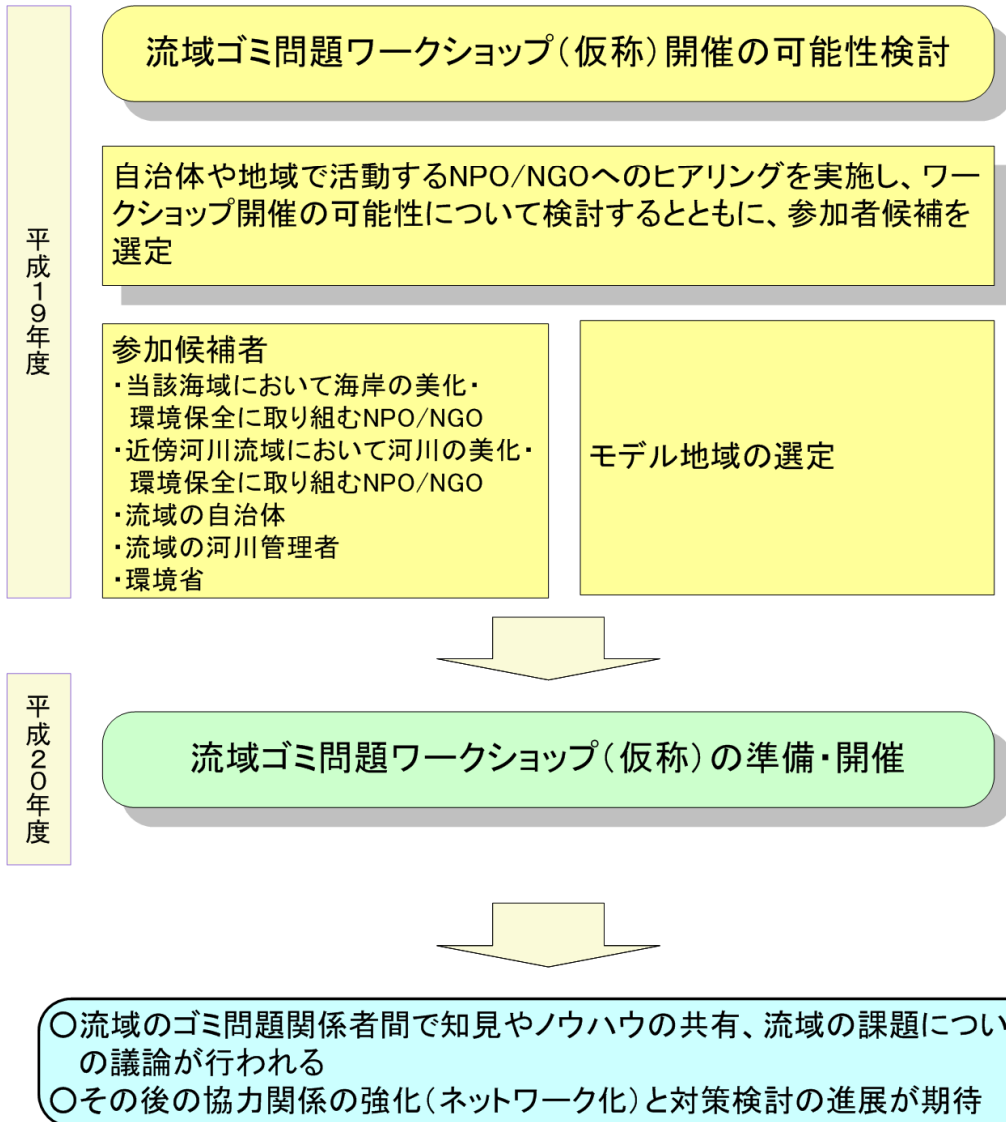 平成19年度
流域ゴミ問題ワークショップ（仮称）開催の可能性検討
自治体や地域で活動するNPO/NGOへのヒアリングを実施し、ワー
クショップ開催の可能性について検討するとともに、参加者候補を
選定
参加候補者
・当該海域において海岸の美化・
環境保全に取り組むNPO/NGO
・近傍河川流域において河川の美化・
環境保全に取り組むNPO/NGO
・流域の自治体
・流域の河川管理者
・環境省
モデル地域の選定
平成20年度
流域ゴミ問題ワークショップ（仮称）の準備・開催
○流域のゴミ問題関係者間で知見やノウハウの共有、流域の課題につい
の議論が行われる
○その後の協力関係の強化（ネットワーク化）と対策検討の進展が期待